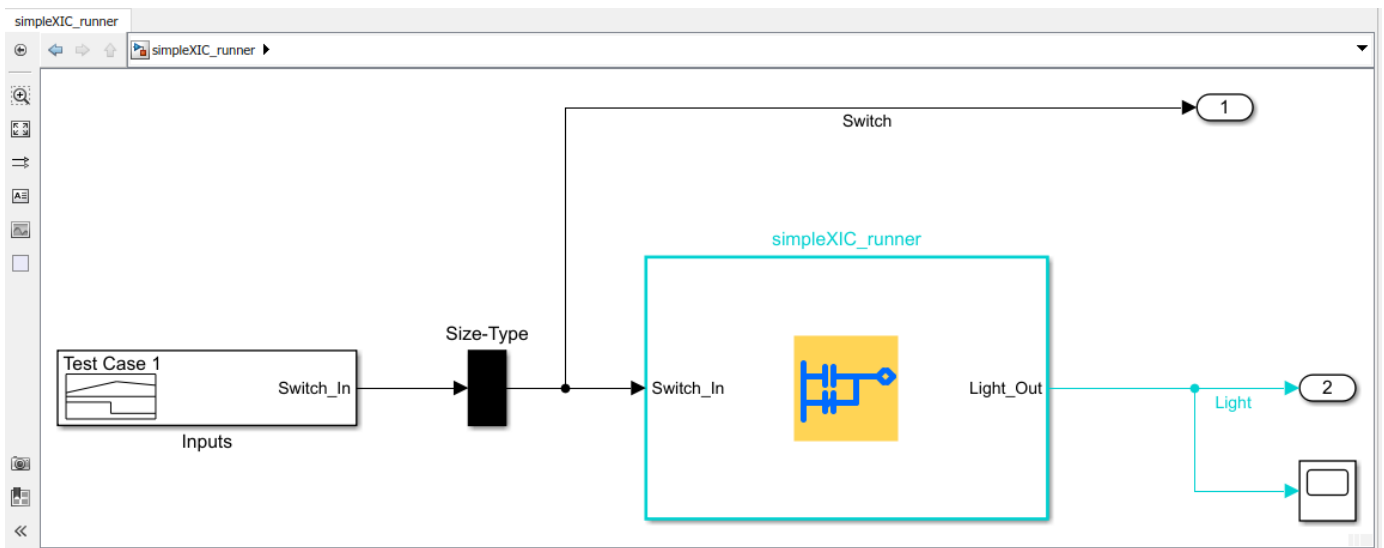 simpleXIC_runner
simpleXIC_runner
1
Switch
simpleXIC_runner
Size-Type
Test Case 1
Switch_In
Switch_In
Light_Out
2
Light
Inputs